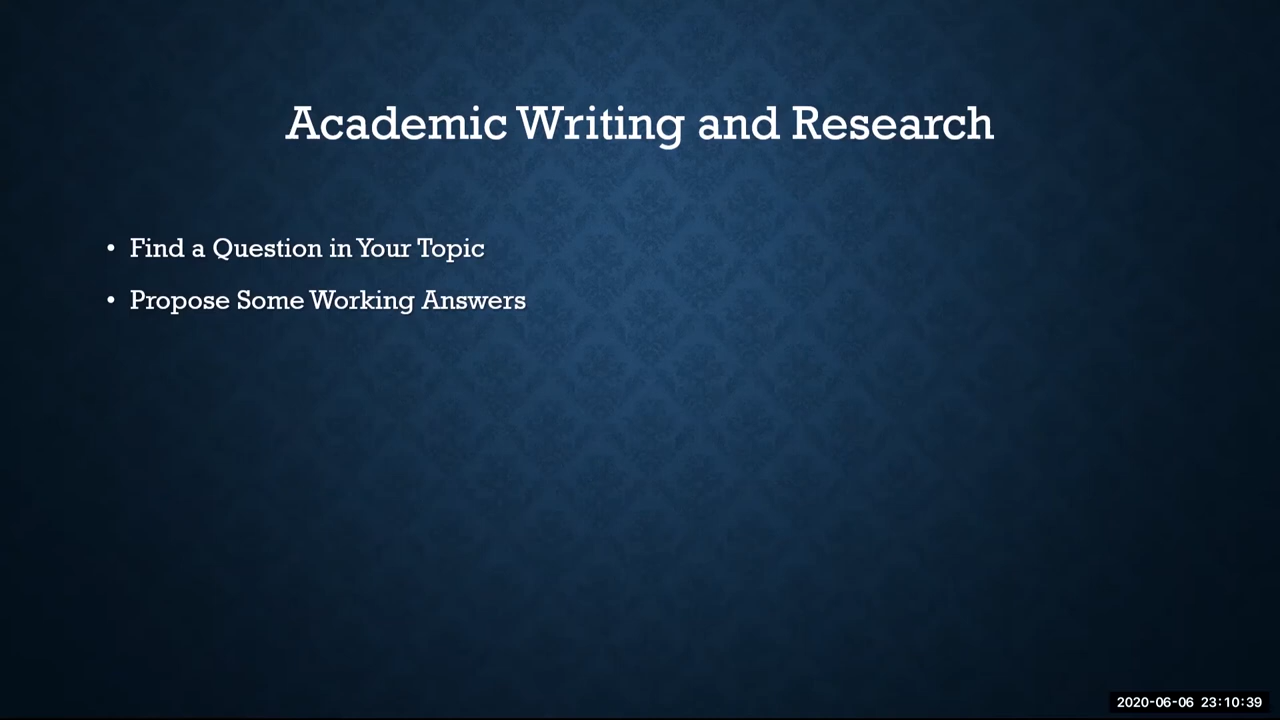 Academic Writing and Research
• Find a Question in Your Topic
• Propose Some Working Answers
2020-06-06 23:10:39